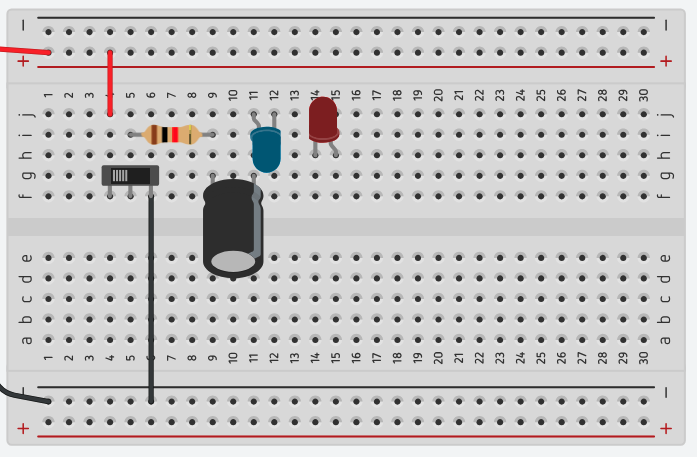 − −
+ +
1 2 3 4 5 6 7 8 9 10 11 12 13 14 15 16 17 18 19 20 21 22 23 24 25 26 27 28 29 30
j j
i i
h h
g g
f f
e e
d d
c c
b b
a a
1 2 3 4 5 6 7 8 9 10 11 12 13 14 15 16 17 18 19 20 21 22 23 24 25 26 27 28 29 30
− −
+ +